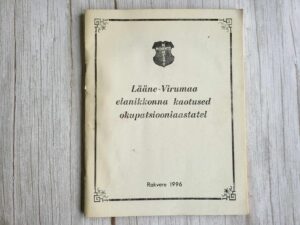 Lääne-Virumaa
elanikkonna kaotused
okupatsiooniaastatel
Rakvere 1996